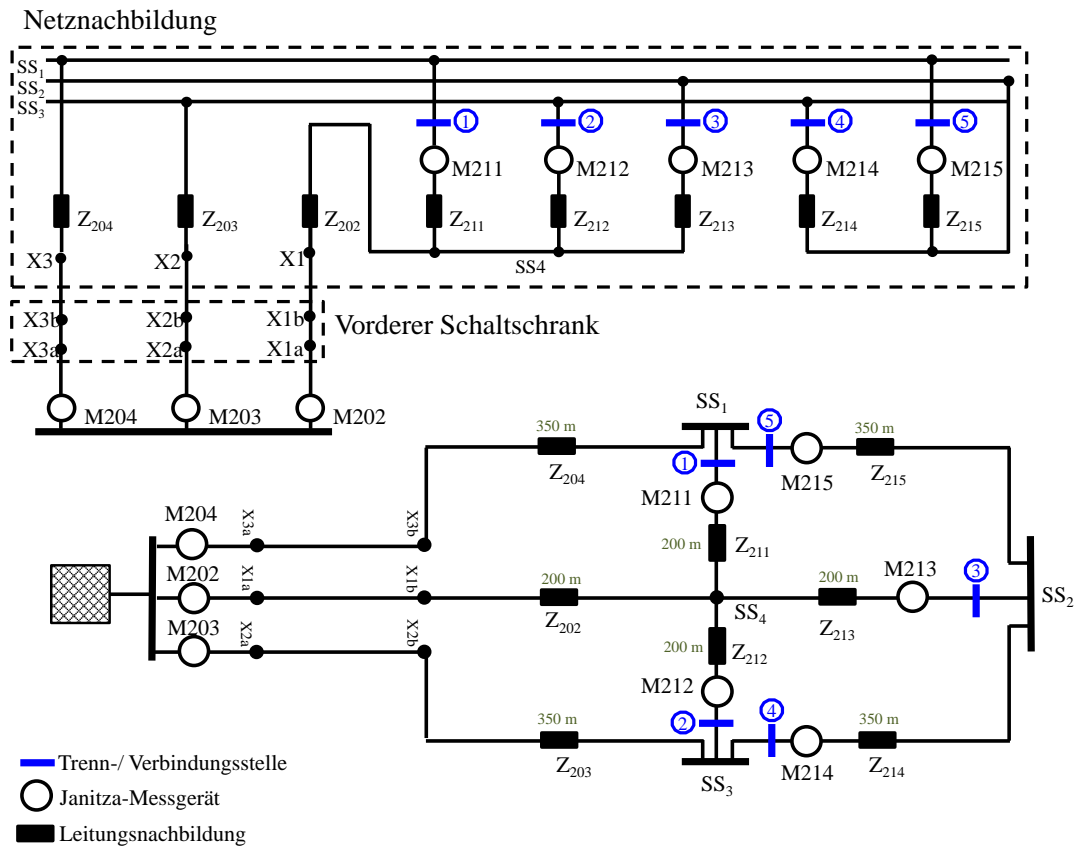 Netznachbildung
SS1
SS2
SS3
1 2 3 4 5
M211 M212 M213 M214 M215
Z204 Z203 Z202 Z211 Z212 Z213 Z214 Z215
X3 X2 X1
SS4
X3b X2b X1b Vorderer Schaltschrank
X3a X2a X1a
M204 M203 M202
SS1
350 m 5 350 m
Z204 1 M215 Z215
M211
M204 X3a X3b
200 m Z211
M202 X1a X1b 200 m 200 m M213 3
Z202 SS4 Z213 SS2
M203 X2a X2b
200 m Z212
M212
350 m 2 4 350 m
Z203 SS3 M214 Z214
Trenn-/ Verbindungsstelle
Janitza-Messgerät
Leitungsnachbildung